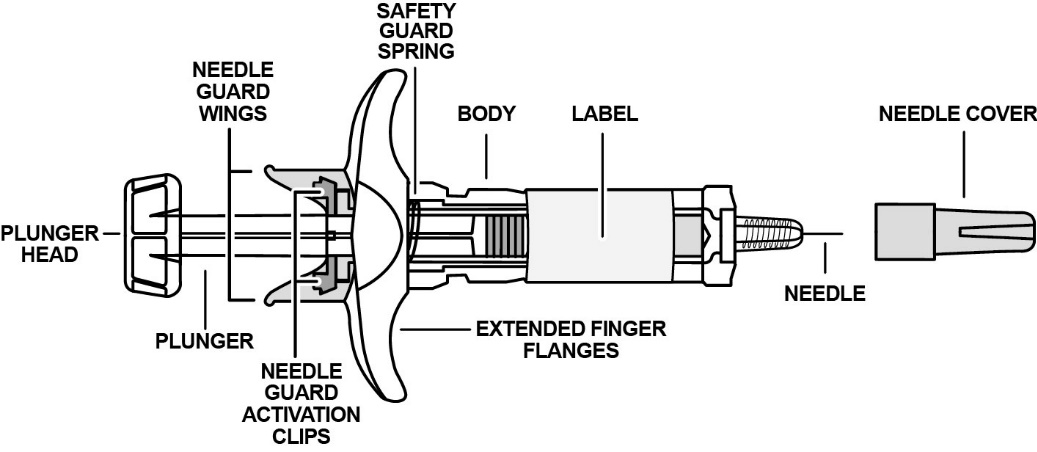 SAFETY
GUARD
SPRING
NEEDLE
GUARD
WINGS
BODY
LABEL
NEEDLE COVER
PLUNGER
HEAD
NEEDLE
PLUNGER
EXTENDED FINGER
FLANGES
NEEDLE
GUARD
ACTIVATION
CLIPS